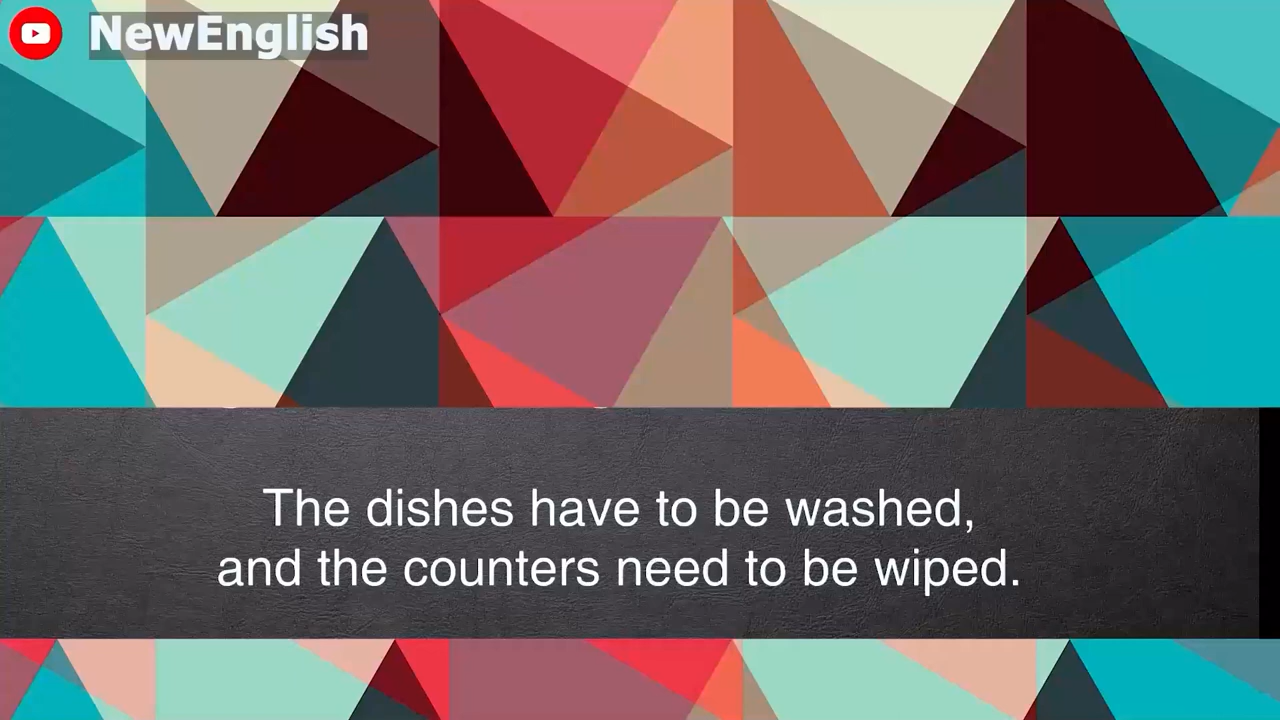 NewEnglish
The dishes have to be washed,
and the counters need to be wiped.